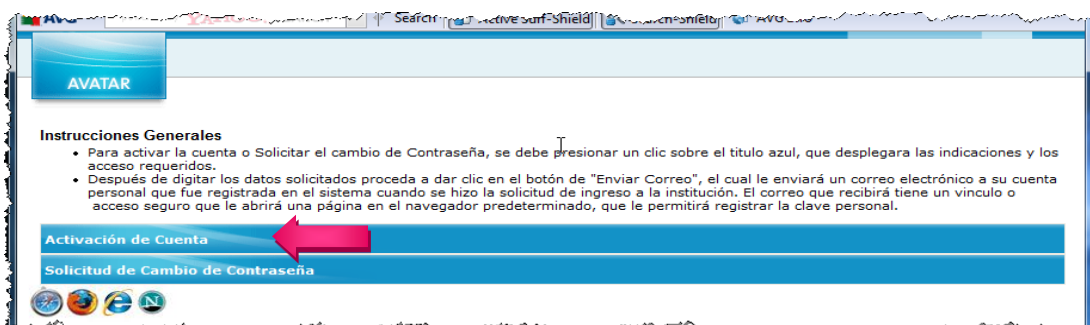 Search
AVATAR
Instrucciones Generales
• Para activar la cuenta o Solicitar el cambio de Contraseña, se debe presionar un clic sobre el titulo azul, que desplegara las indicaciones y los
acceso requeridos.
• Después de digitar los datos solicitados proceda a dar clic en el botón de "Enviar Correo", el cual le enviará un correo electrónico a su cuenta
personal que fue registrada en el sistema cuando se hizo la solicitud de ingreso a la institución. El correo que recibirá tiene un vinculo o
acceso seguro que le abrirá una página en el navegador predeterminado, que le permitirá registrar la clave personal.
Activación de Cuenta
Solicitud de Cambio de Contraseña
N